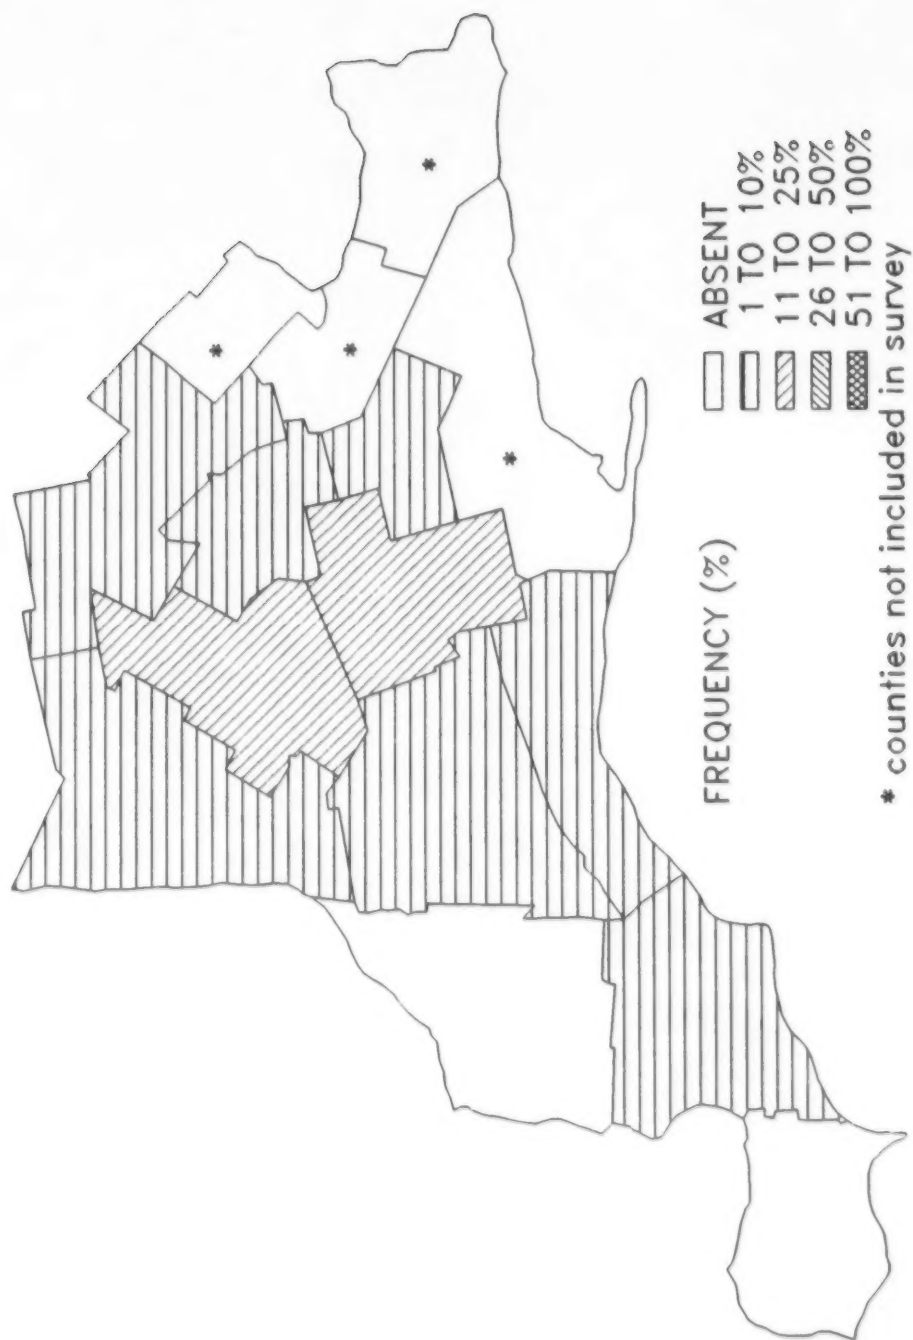 FREQUENCY (%)
ABSENT
1 TO 10%
11 TO 25%
26 TO 50%
51 TO 100%
* counties not included in survey
*
*
*
*